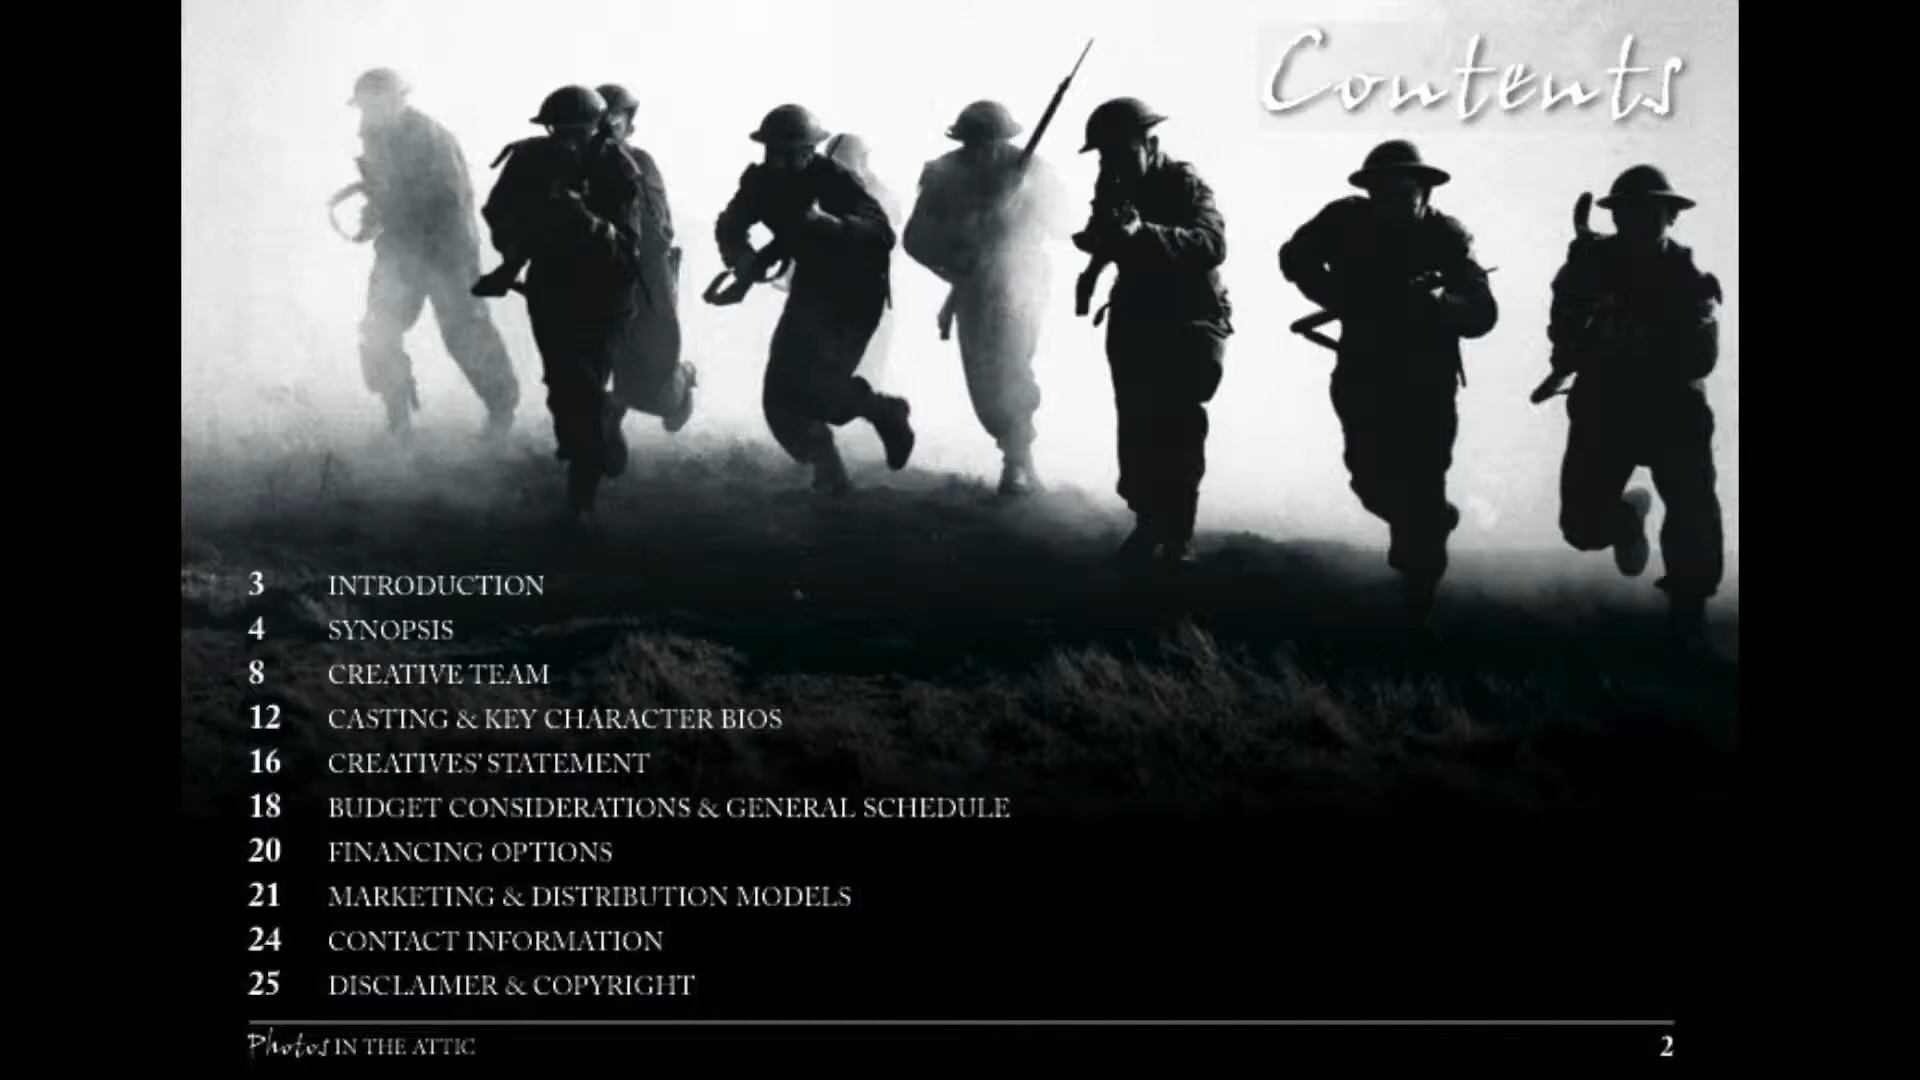 Contents
3 INTRODUCTION
4 SYNOPSIS
8 CREATIVE TEAM
12 CASTING & KEY CHARACTER BIOS
16 CREATIVES' STATEMENT
18 BUDGET CONSIDERATIONS & GENERAL SCHEDULE
20 FINANCING OPTIONS
21 MARKETING & DISTRIBUTION MODELS
24 CONTACT INFORMATION
25 DISCLAIMER & COPYRIGHT
Photos IN THE ATTIC 2